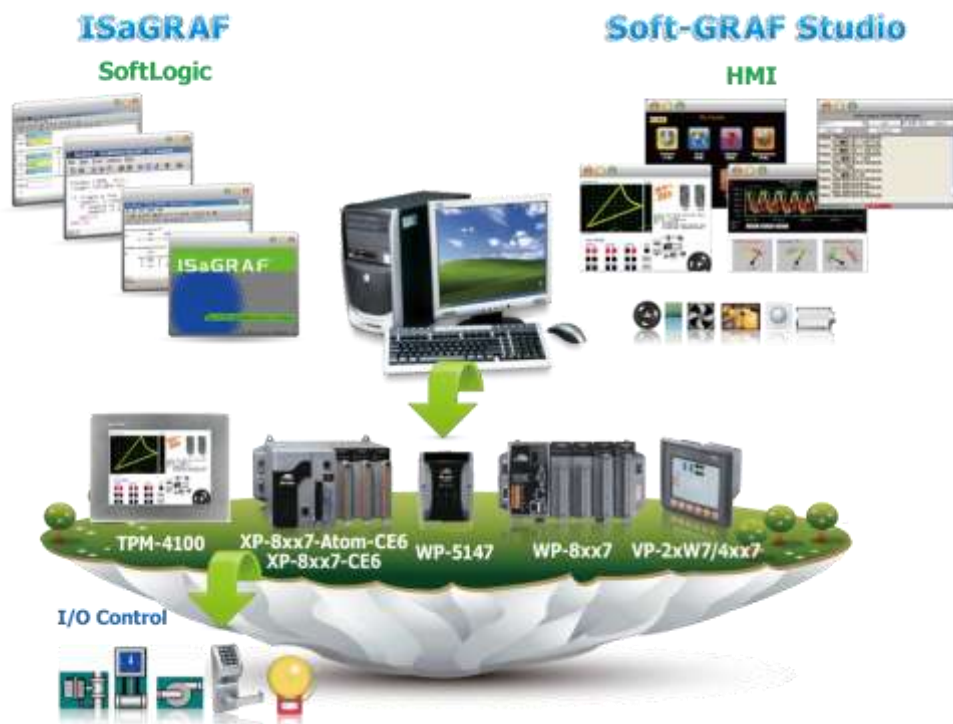 ISaGRAF
SoftLogic
Soft-GRAF Studio
HMI
ISaGRAF
TPM-4100
XP-8xx7-Atom-CE6
XP-8xx7-CE6
WP-5147
WP-8xx7
VP-2xW7/4xx7
I/O Control